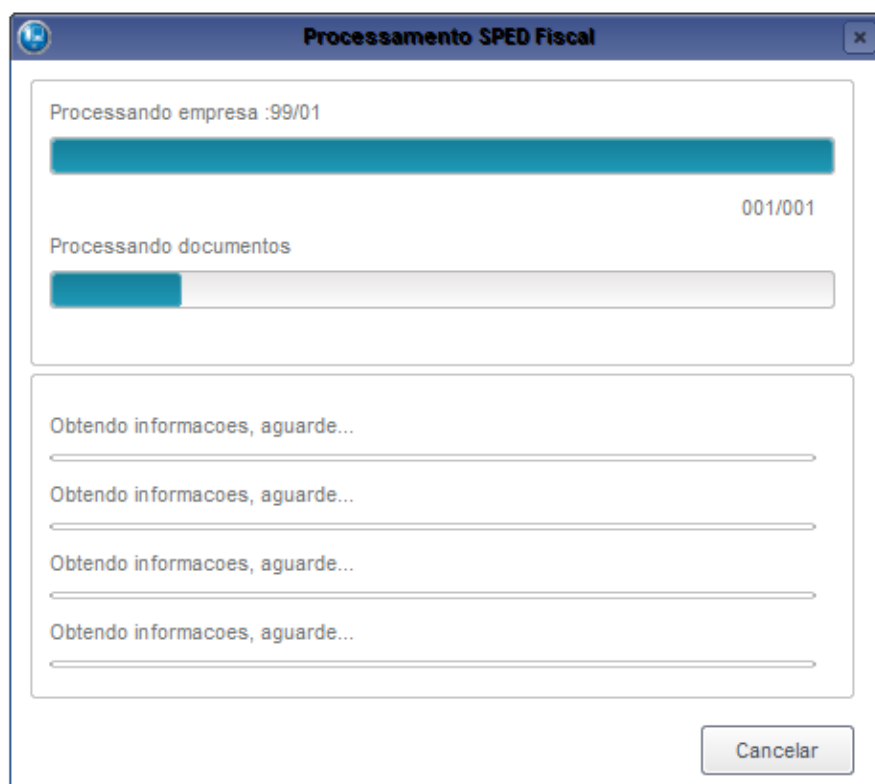 Processamento SPED Fiscal
Processando empresa :99/01
001/001
Processando documentos
Obtendo informacoes, aguarde...
Obtendo informacoes, aguarde...
Obtendo informacoes, aguarde...
Obtendo informacoes, aguarde...
Cancelar